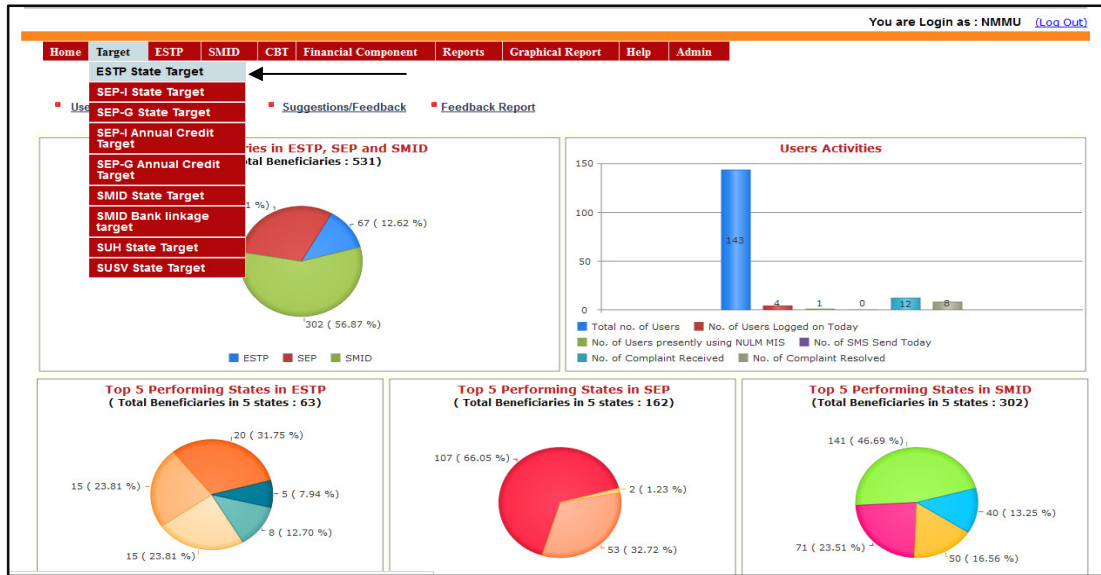 You are Login as : NMMU (Log Out)
Home Target ESTP SMID CBT Financial Component Reports Graphical Report Help Admin
ESTP State Target
SEP-I State Target
SEP-G State Target
SEP-I Annual Credit
Target
SEP-G Annual Credit
Target
SMID State Target
SMID Bank linkage
target
SUH State Target
SUSV State Target
Use
Suggestions/Feedback
Feedback Report
ries in ESTP, SEP and SMID
tal Beneficiaries : 531)
1 %)
67 ( 12.62 %)
302 ( 56.87 %)
ESTP SEP SMID
Users Activities
150
100
50
0
143
4
1
0
12
8
Total no. of Users No. of Users Logged on Today
No. of Users presently using NULM MIS No. of SMS Send Today
No. of Complaint Received No. of Complaint Resolved
Top 5 Performing States in ESTP
( Total Beneficiaries in 5 states : 63)
20 ( 31.75 %)
15 ( 23.81 %)
5 ( 7.94 %)
8 ( 12.70 %)
15 ( 23.81 %)
Top 5 Performing States in SEP
( Total Beneficiaries in 5 states : 162)
107 ( 66.05 %)
2 ( 1.23 %)
53 ( 32.72 %)
Top 5 Performing States in SMID
(Total Beneficiaries in 5 states : 302)
141 ( 46.69 %)
40 ( 13.25 %)
71 ( 23.51 %)
50 ( 16.56 %)